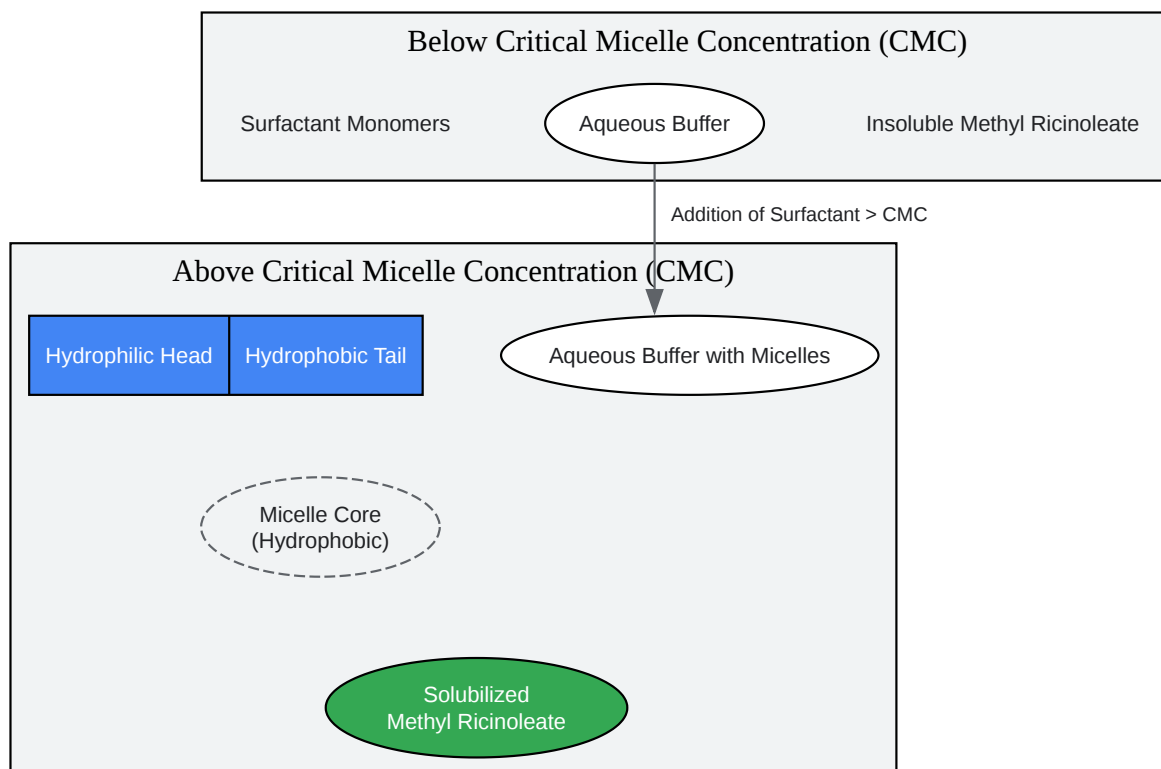 Below Critical Micelle Concentration (CMC)
Surfactant Monomers
Aqueous Buffer
Insoluble Methyl Ricinoleate
Addition of Surfactant > CMC
Above Critical Micelle Concentration (CMC)
Hydrophilic Head
Hydrophobic Tail
Aqueous Buffer with Micelles
Micelle Core
(Hydrophobic)
Solubilized
Methyl Ricinoleate